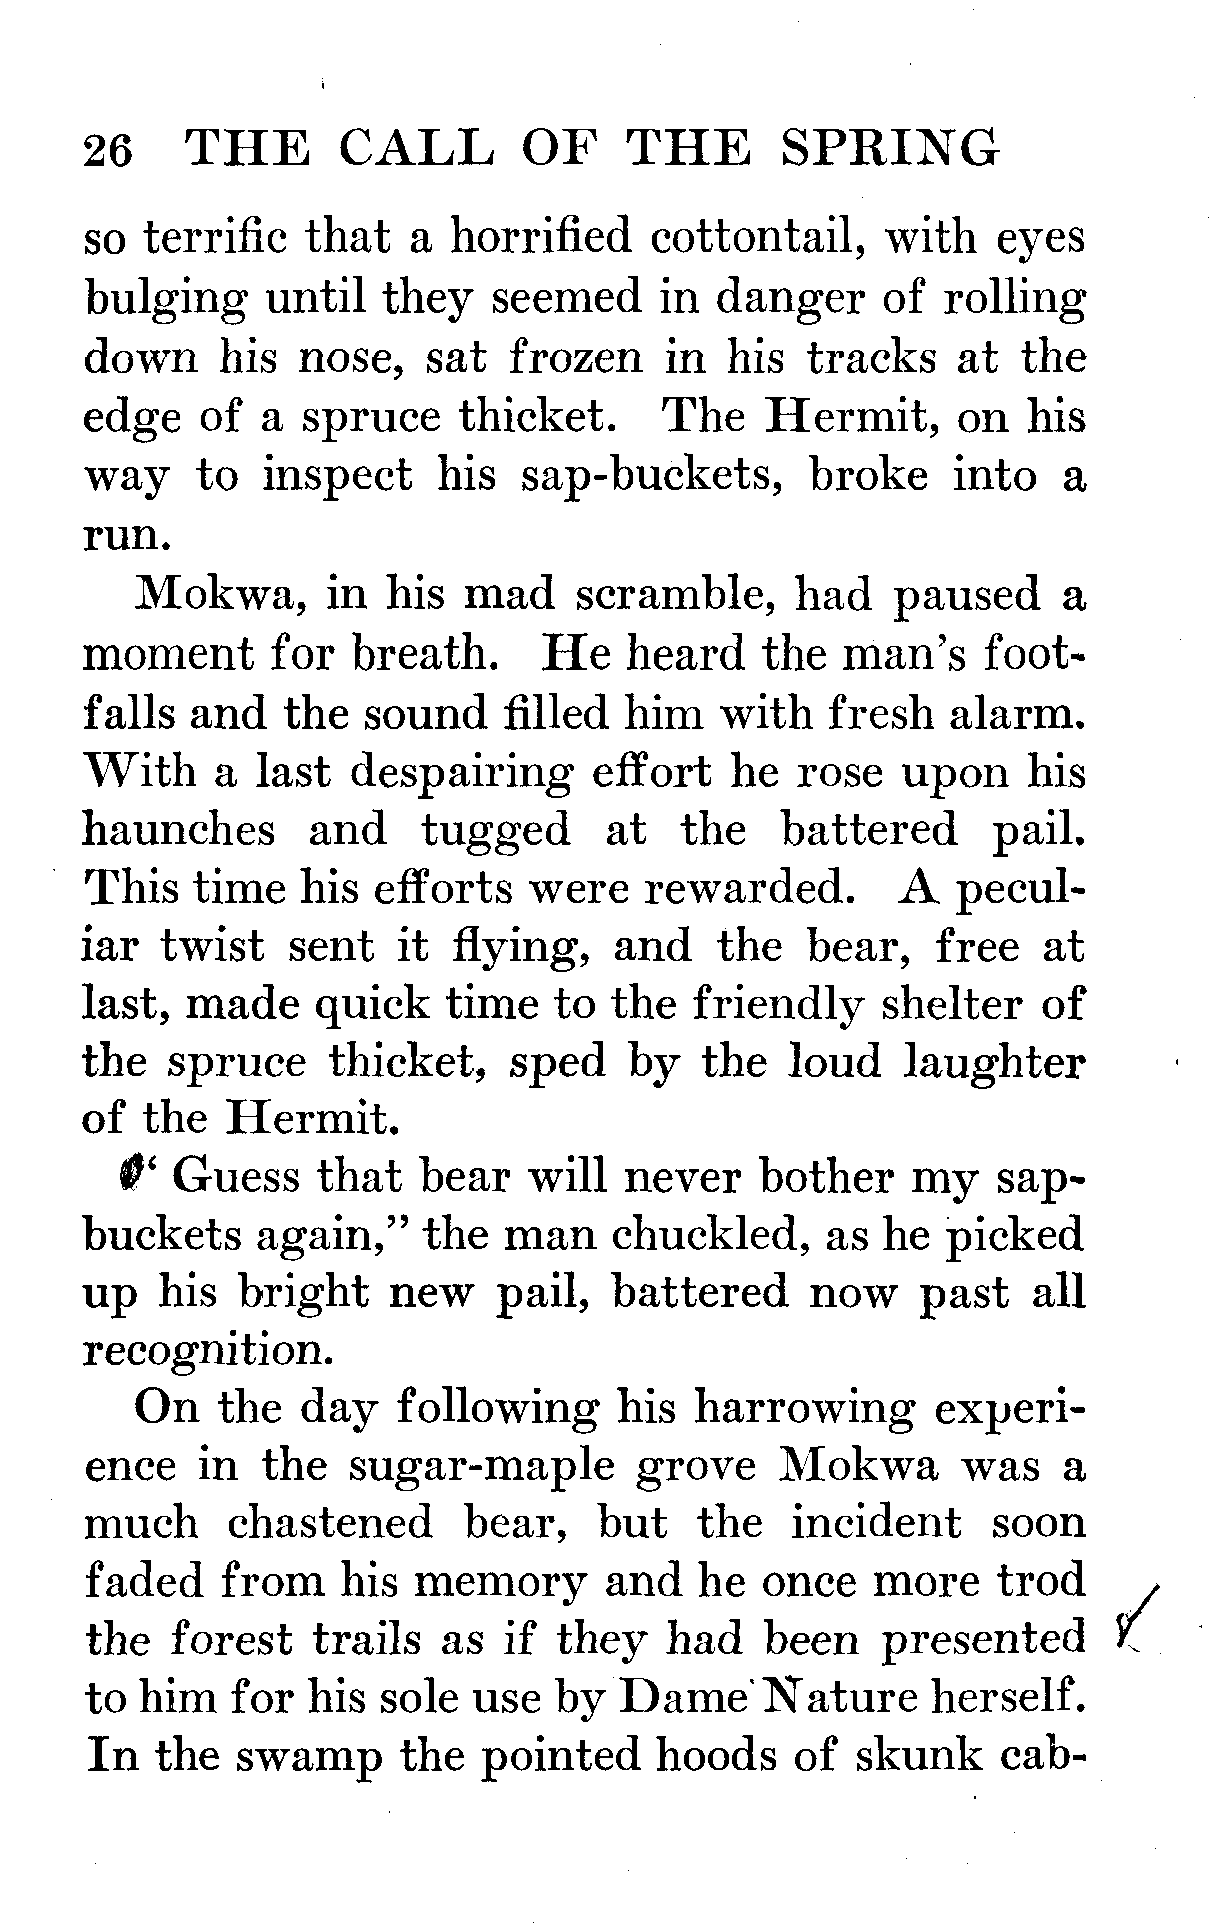 26 THE CALL OF THE SPRING
so terrific that a horrified cottontail, with eyes
bulging until they seemed in danger of rolling
down his nose, sat frozen in his tracks at the
edge of a spruce thicket. The Hermit, on his
way to inspect his sap-buckets, broke into a
run.
Mokwa, in his mad scramble, had paused a
moment for breath. He heard the man's foot-
falls and the sound filled him with fresh alarm.
With a last despairing effort he rose upon his
haunches and tugged at the battered pail.
This time his efforts were rewarded. A pecul-
iar twist sent it flying, and the bear, free at
last, made quick time to the friendly shelter of
the spruce thicket, sped by the loud laughter
of the Hermit.
‘ Guess that bear will never bother my sap-
buckets again,” the man chuckled, as he picked
up his bright new pail, battered now past all
recognition.
On the day following his harrowing experi-
ence in the sugar-maple grove Mokwa was a
much chastened bear, but the incident soon
faded from his memory and he once more trod
the forest trails as if they had been presented
to him for his sole use by Dame Nature herself.
In the swamp the pointed hoods of skunk cab-